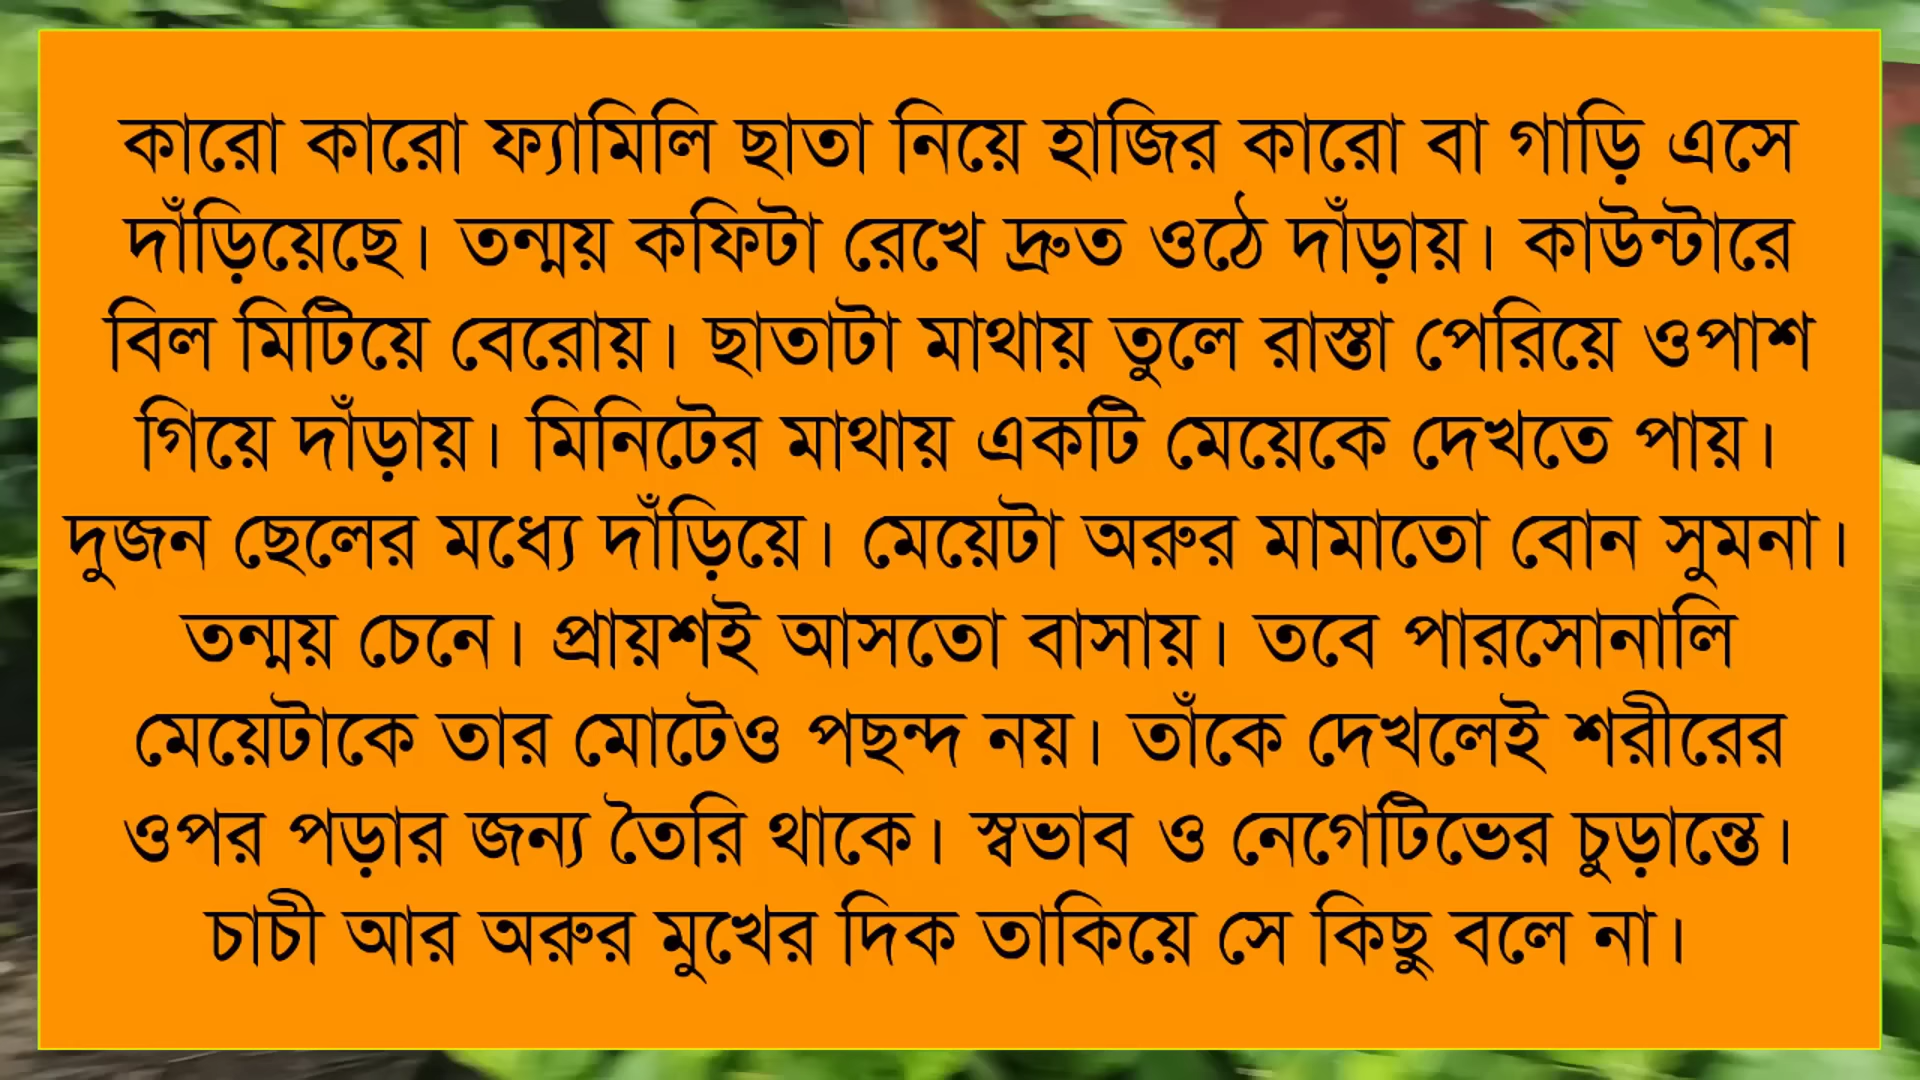 কারো কারো ফ্যামিলি ছাতা নিয়ে হাজির কারো বা গাড়ি এসে
দাঁড়িয়েছে। তন্ময় কফিটা রেখে দ্রুত ওঠে দাঁড়ায়। কাউন্টারে
বিল মিটিয়ে বেরোয়। ছাতাটা মাথায় তুলে রাস্তা পেরিয়ে ওপাশ
গিয়ে দাঁড়ায়। মিনিটের মাথায় একটি মেয়েকে দেখতে পায়।
দুজন ছেলের মধ্যে দাঁড়িয়ে। মেয়েটা অরুর মামাতো বোন সুমনা।
তন্ময় চেনে। প্রায়শই আসতো বাসায়। তবে পারসোনালি
মেয়েটাকে তার মোটেও পছন্দ নয়। তাঁকে দেখলেই শরীরের
ওপর পড়ার জন্য তৈরি থাকে। স্বভাব ও নেগেটিভের চুড়ান্তে।
চাচী আর অরুর মুখের দিক তাকিয়ে সে কিছু বলে না।